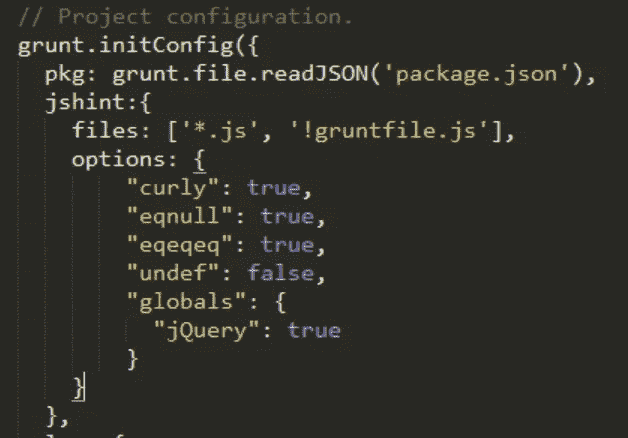 // Project configuration.
grunt.initConfig({
  pkg: grunt.file.readJSON('package.json'),
  jshint:{
    files: ['*.js', '!gruntfile.js'],
    options: {
        "curly": true,
        "eqnull": true,
        "eqeqeq": true,
        "undef": false,
        "globals": {
          "jQuery": true
        }
    }
  },